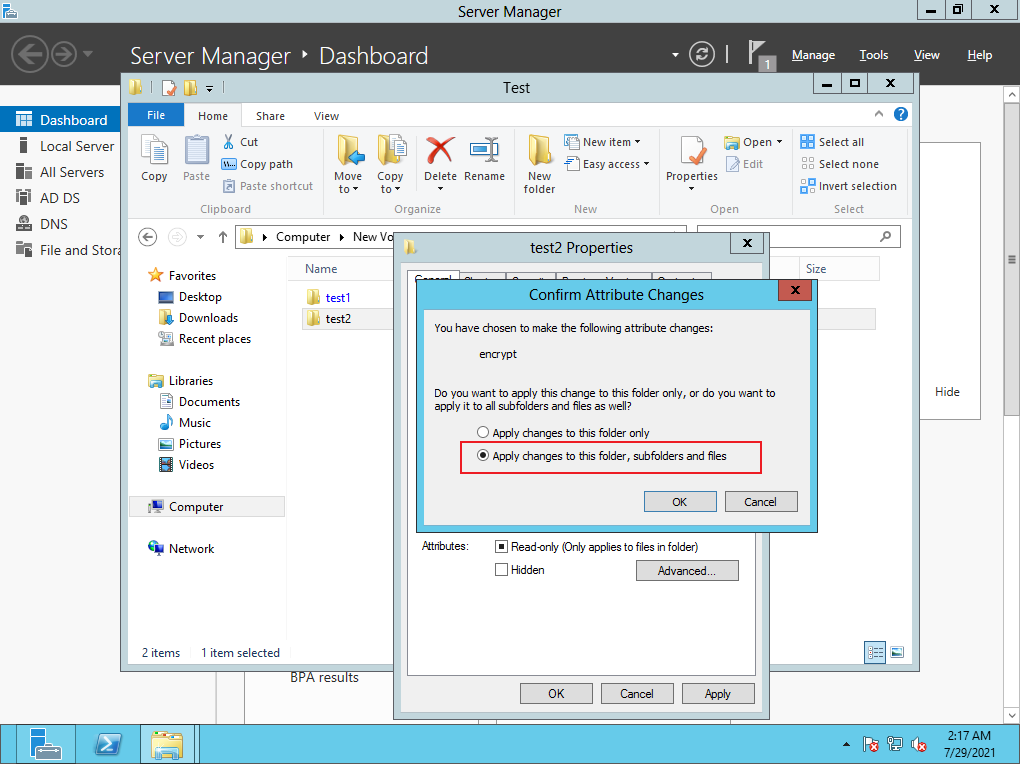 Server Manager
Server Manager
Dashboard
1
Manage
Tools
View
Help
Dashboard
Local Server
All Servers
AD DS
DNS
File and Stora
Test
File
Home
Share
View
Copy
Paste
Cut
Copy path
Paste shortcut
Clipboard
Move to
Copy to
Delete
Rename
Organize
New folder
New item
Easy access
New
Properties
Open
Edit
Open
Select all
Select none
Invert selection
Select
Computer
New Vo
Favorites
Desktop
Downloads
Recent places
Libraries
Documents
Music
Pictures
Videos
Computer
Network
Name
Size
test1
test2
test2 Properties
General
Confirm Attribute Changes
You have chosen to make the following attribute changes:
encrypt
Do you want to apply this change to this folder only, or do you want to
apply it to all subfolders and files as well?
Apply changes to this folder only
Apply changes to this folder, subfolders and files
OK
Cancel
Attributes:
Read-only (Only applies to files in folder)
Hidden
Advanced...
OK
Cancel
Apply
Hide
2 items
1 item selected
BPA results
2:17 AM
7/29/2021